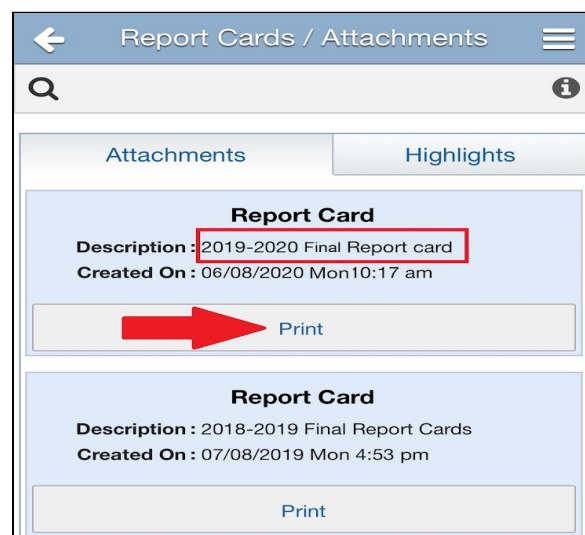 Report Cards / Attachments
Attachments Highlights
Report Card
Description : 2019-2020 Final Report card
Created On : 06/08/2020 Mon10:17 am
Print
Report Card
Description : 2018-2019 Final Report Cards
Created On : 07/08/2019 Mon 4:53 pm
Print